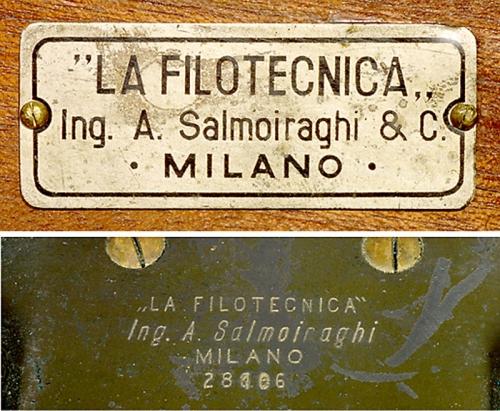 "LA FILOTECNICA„
Ing. A. Salmoiraghi & C.
· MILANO ·
„LA FILOTECNICA"
Ing. A. Salmoiraghi
MILANO